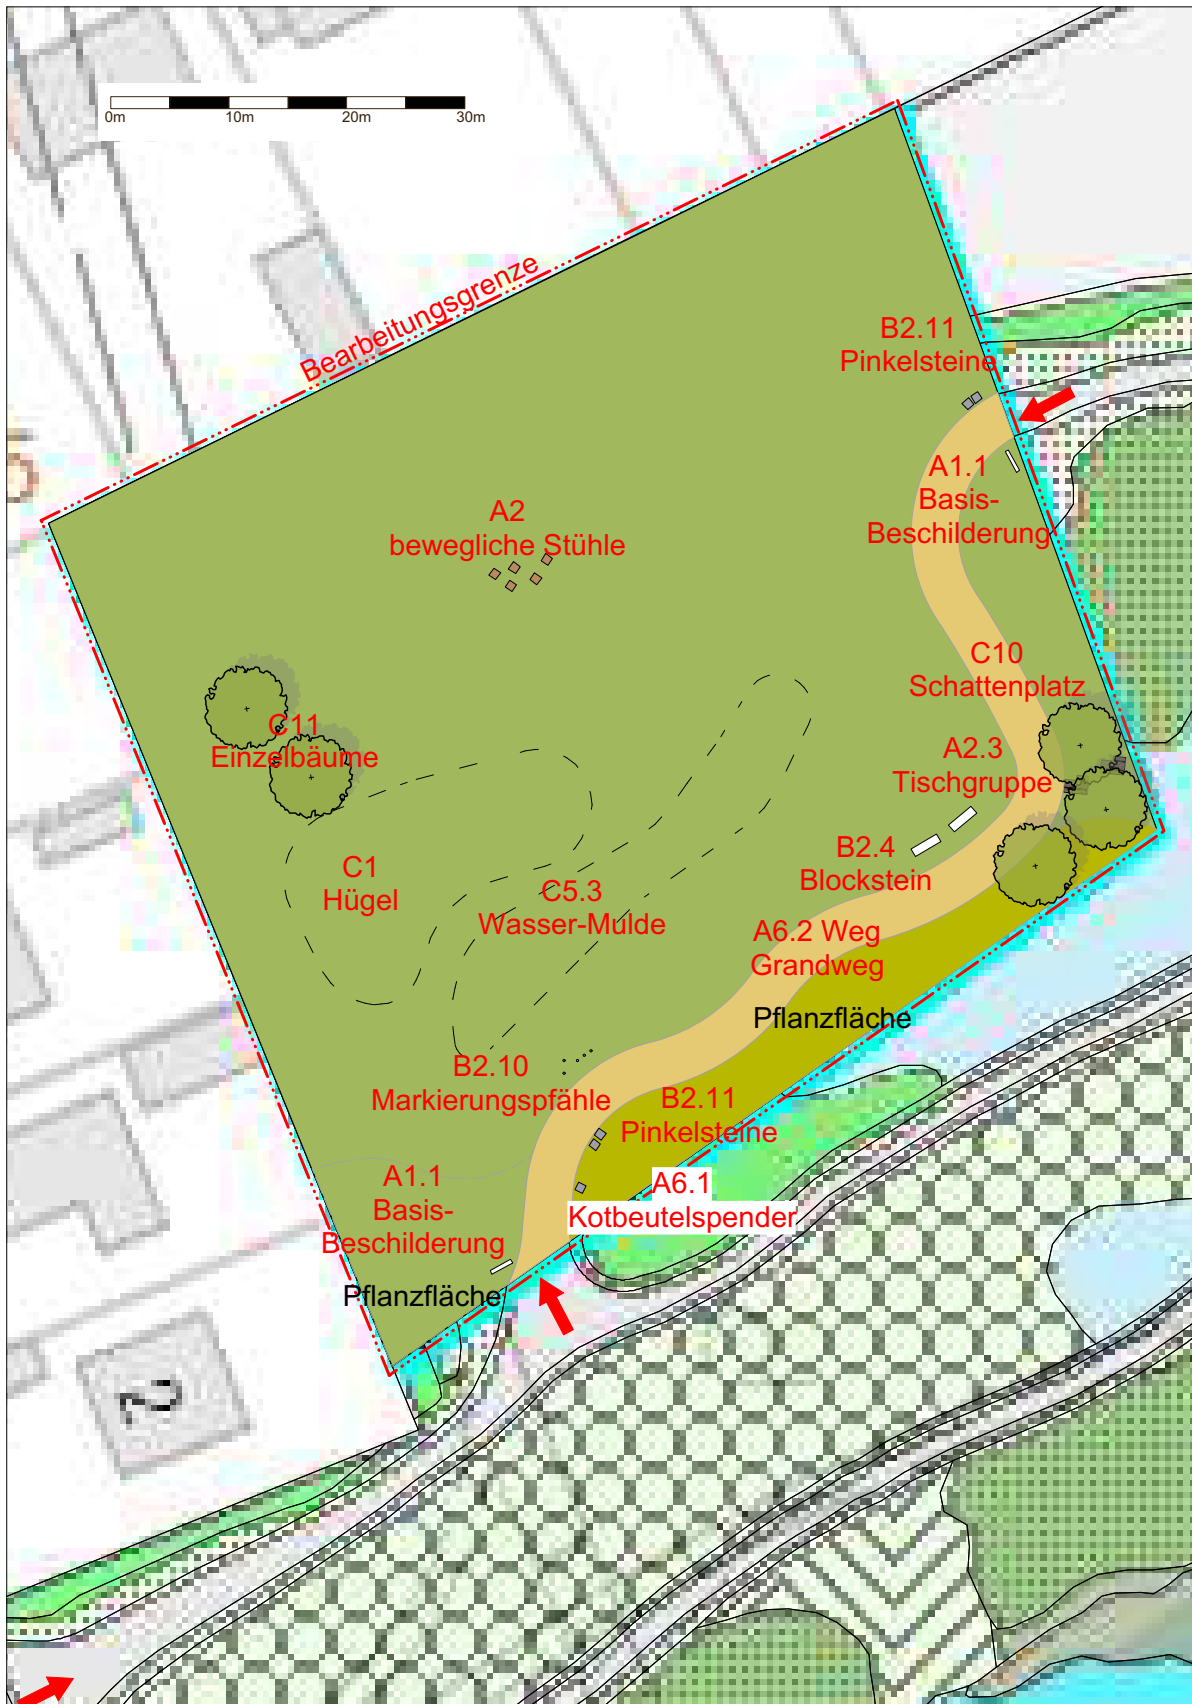 0m 10m 20m 30m
Bearbeitungsgrenze
B2.11
Pinkelsteine
A1.1
Basis-
Beschilderung
A2
bewegliche Stühle
C10
Schattenplatz
C11
Einzelbäume
A2.3
Tischgruppe
B2.4
Blockstein
C1
Hügel
C5.3
Wasser-Mulde
A6.2 Weg
Grandweg
Pflanzfläche
B2.10
Markierungspfähle
B2.11
Pinkelsteine
A6.1
Kotbeutelspender
A1.1
Basis-
Beschilderung
Pflanzfläche
2